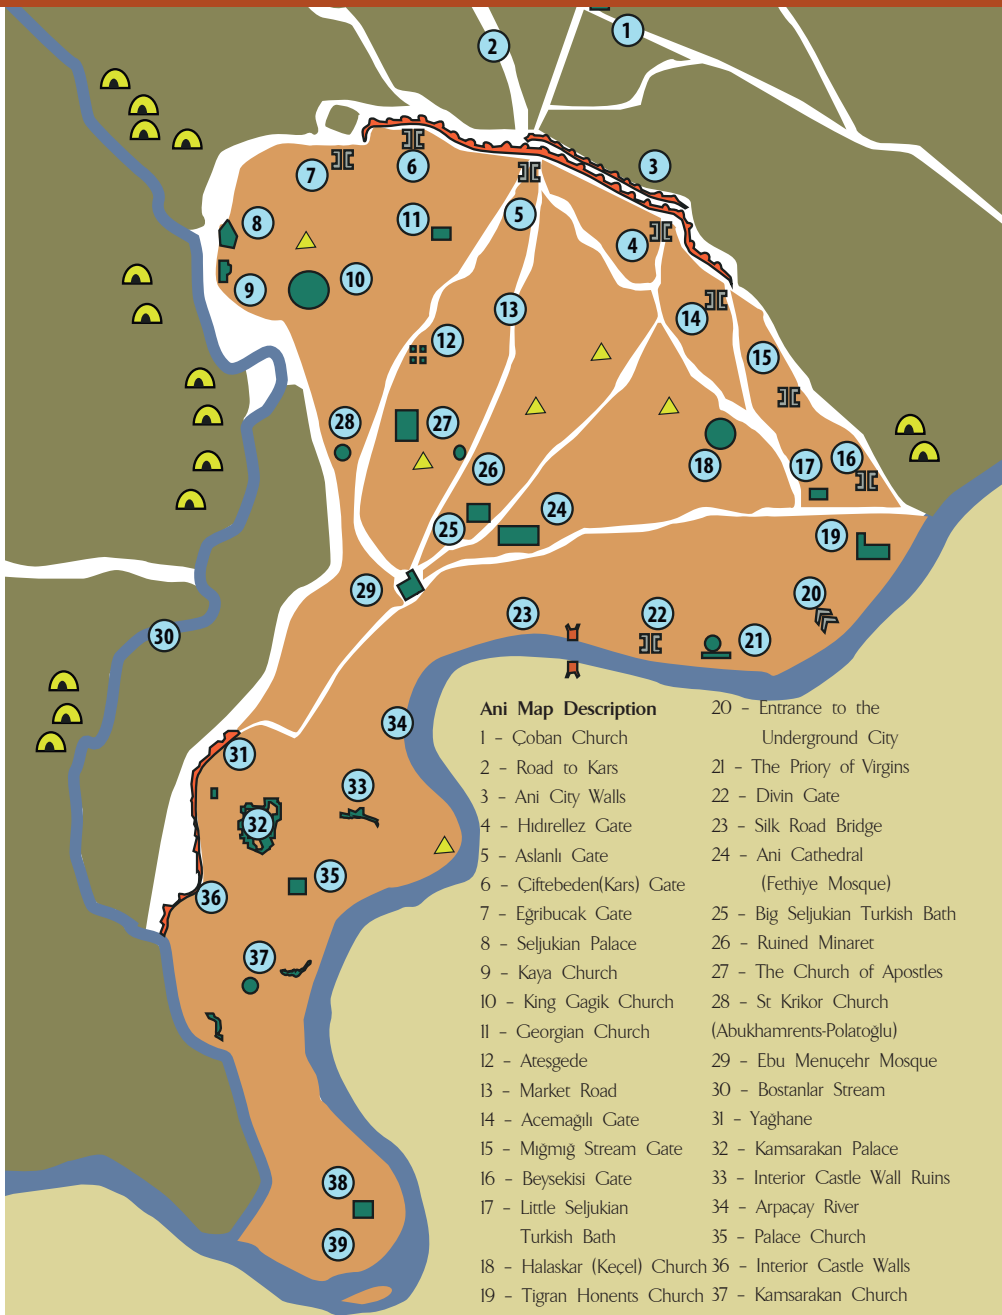 1
2
3
6
7
5
11
8
4
10
9
13
14
12
15
28
27
16
17
26
18
24
25
19
29
20
23
22
30
21
34
31
33
32
35
36
37
38
39
Ani Map Description
1 - Çoban Church
2 - Road to Kars
3 - Ani City Walls
4 - Hıdırellez Gate
5 - Aslanlı Gate
6 - Çiftebeden(Kars) Gate
7 - Eğribucak Gate
8 - Seljukian Palace
9 - Kaya Church
10 - King Gagik Church
11 - Georgian Church
12 - Ateşgede
13 - Market Road
14 - Acemağılı Gate
15 - Mığmığ Stream Gate
16 - Beysekisi Gate
17 - Little Seljukian
Turkish Bath
18 - Halaskar (Keçel) Church
19 - Tigran Honents Church
20 - Entrance to the
Underground City
21 - The Priory of Virgins
22 - Divin Gate
23 - Silk Road Bridge
24 - Ani Cathedral
(Fethiye Mosque)
25 - Big Seljukian Turkish Bath
26 - Ruined Minaret
27 - The Church of Apostles
28 - St Krikor Church
(Abukhamrents-Polatoğlu)
29 - Ebu Menuçehr Mosque
30 - Bostanlar Stream
31 - Yağhane
32 - Kamsarakan Palace
33 - Interior Castle Wall Ruins
34 - Arpaçay River
35 - Palace Church
36 - Interior Castle Walls
37 - Kamsarakan Church